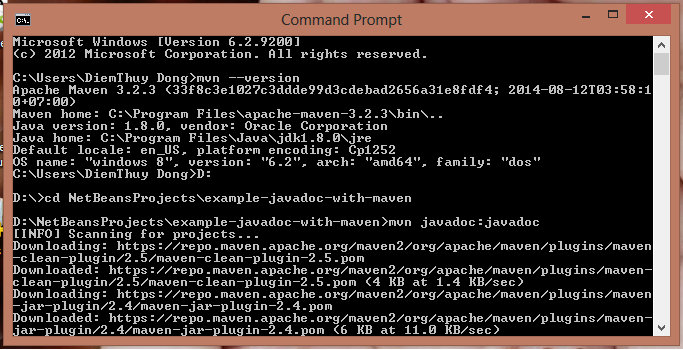 Command Prompt
Microsoft Windows [Version 6.2.9200]
(c) 2012 Microsoft Corporation. All rights reserved.
C:\Users\DiemThuy Dong>mvn --version
Apache Maven 3.2.3 (33f8c3e1027c3ddde99d3cdebad2656a31e8fdf4; 2014-08-12T03:58:1
0+07:00)
Maven home: C:\Program Files\apache-maven-3.2.3\bin\..
Java version: 1.8.0, vendor: Oracle Corporation
Java home: C:\Program Files\Java\jdk1.8.0\jre
Default locale: en_US, platform encoding: Cp1252
OS name: "windows 8", version: "6.2", arch: "amd64", family: "dos"
C:\Users\DiemThuy Dong>D:
D:\>cd NetBeansProjects\example-javadoc-with-maven
D:\NetBeansProjects\example-javadoc-with-maven>mvn javadoc:javadoc
[INFO] Scanning for projects...
Downloading: https://repo.maven.apache.org/maven2/org/apache/maven/plugins/maven
-clean-plugin/2.5/maven-clean-plugin-2.5.pom
Downloaded: https://repo.maven.apache.org/maven2/org/apache/maven/plugins/maven-
clean-plugin/2.5/maven-clean-plugin-2.5.pom (4 KB at 1.4 KB/sec)
Downloading: https://repo.maven.apache.org/maven2/org/apache/maven/plugins/maven
-jar-plugin/2.4/maven-jar-plugin-2.4.pom
Downloaded: https://repo.maven.apache.org/maven2/org/apache/maven/plugins/maven-
jar-plugin/2.4/maven-jar-plugin-2.4.pom (6 KB at 11.0 KB/sec)